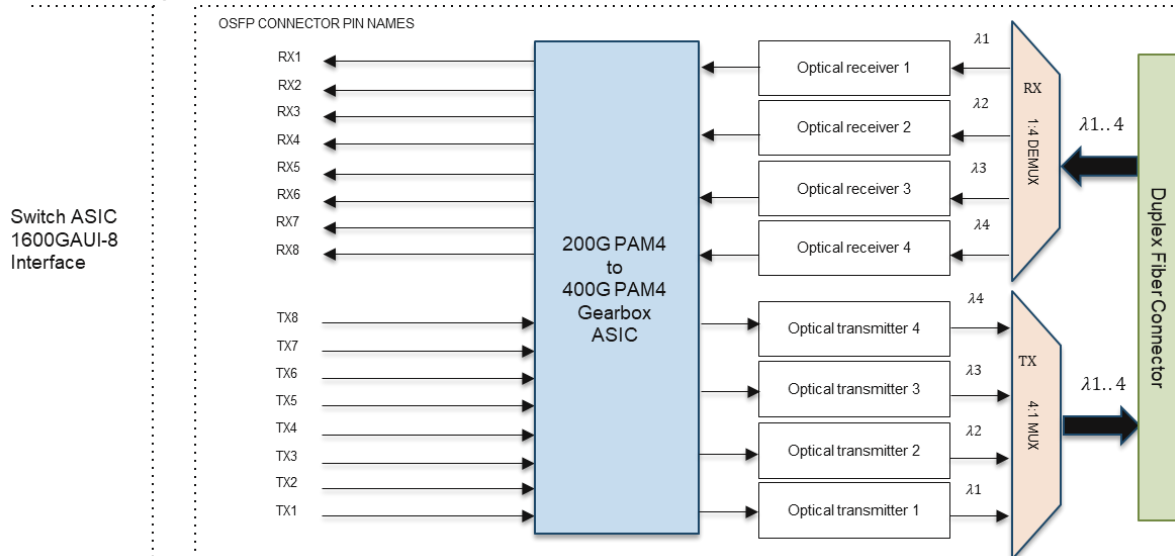 OSFP CONNECTOR PIN NAMES
RX1
RX2
RX3
RX4
RX5
RX6
RX7
RX8
TX8
TX7
TX6
TX5
TX4
TX3
TX2
TX1
Switch ASIC
1600GAUI-8
Interface
200G PAM4
to
400G PAM4
Gearbox
ASIC
Optical receiver 1
Optical receiver 2
Optical receiver 3
Optical receiver 4
Optical transmitter 4
Optical transmitter 3
Optical transmitter 2
Optical transmitter 1
λ1
λ2
λ3
λ4
λ4
λ3
λ2
λ1
RX
1:4 DEMUX
TX
4:1 MUX
λ1..4
λ1..4
Duplex Fiber Connector